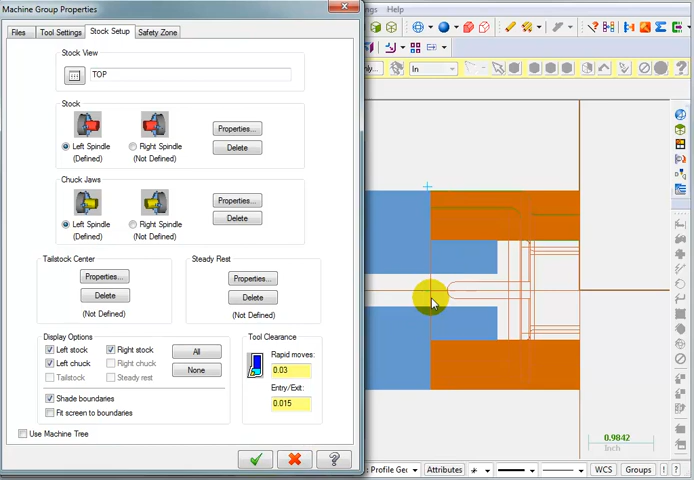 Machine Group Properties
ngs Help
Files Tool Settings Stock Setup Safety Zone
Stock View
TOP
In
Stock
Left Spindle
(Defined)
Right Spindle
(Not Defined)
Properties...
Delete
Chuck Jaws
Left Spindle
(Defined)
Right Spindle
(Not Defined)
Properties...
Delete
Tailstock Center
Properties...
Delete
(Not Defined)
Steady Rest
Properties...
Delete
(Not Defined)
Display Options
Left stock Right stock All
Left chuck Right chuck
Tailstock Steady rest None
Shade boundaries
Fit screen to boundaries
Tool Clearance
Rapid moves:
0.03
Entry/Exit:
0.015
Use Machine Tree
0.9842
Inch
Profile Geo Attributes WCS Groups